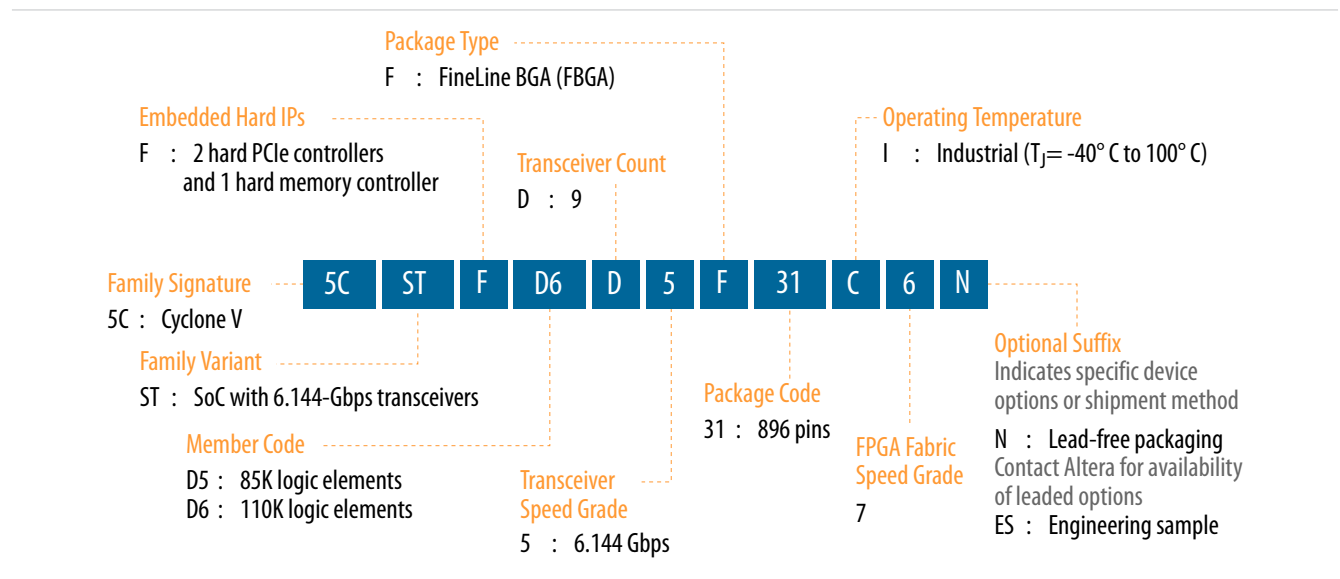 Package Type
F : FineLine BGA (FBGA)
Embedded Hard IPs
F : 2 hard PCIe controllers
and 1 hard memory controller
Transceiver Count
D : 9
Operating Temperature
I : Industrial (TJ= -40° C to 100° C)
Family Signature
5C : Cyclone V
5C ST F D6 D 5 F 31 C 6 N
Family Variant
ST : SoC with 6.144-Gbps transceivers
Member Code
D5 : 85K logic elements
D6 : 110K logic elements
Transceiver
Speed Grade
5 : 6.144 Gbps
Package Code
31 : 896 pins
FPGA Fabric
Speed Grade
7
Optional Suffix
Indicates specific device
options or shipment method
N : Lead-free packaging
Contact Altera for availability
of leaded options
ES : Engineering sample